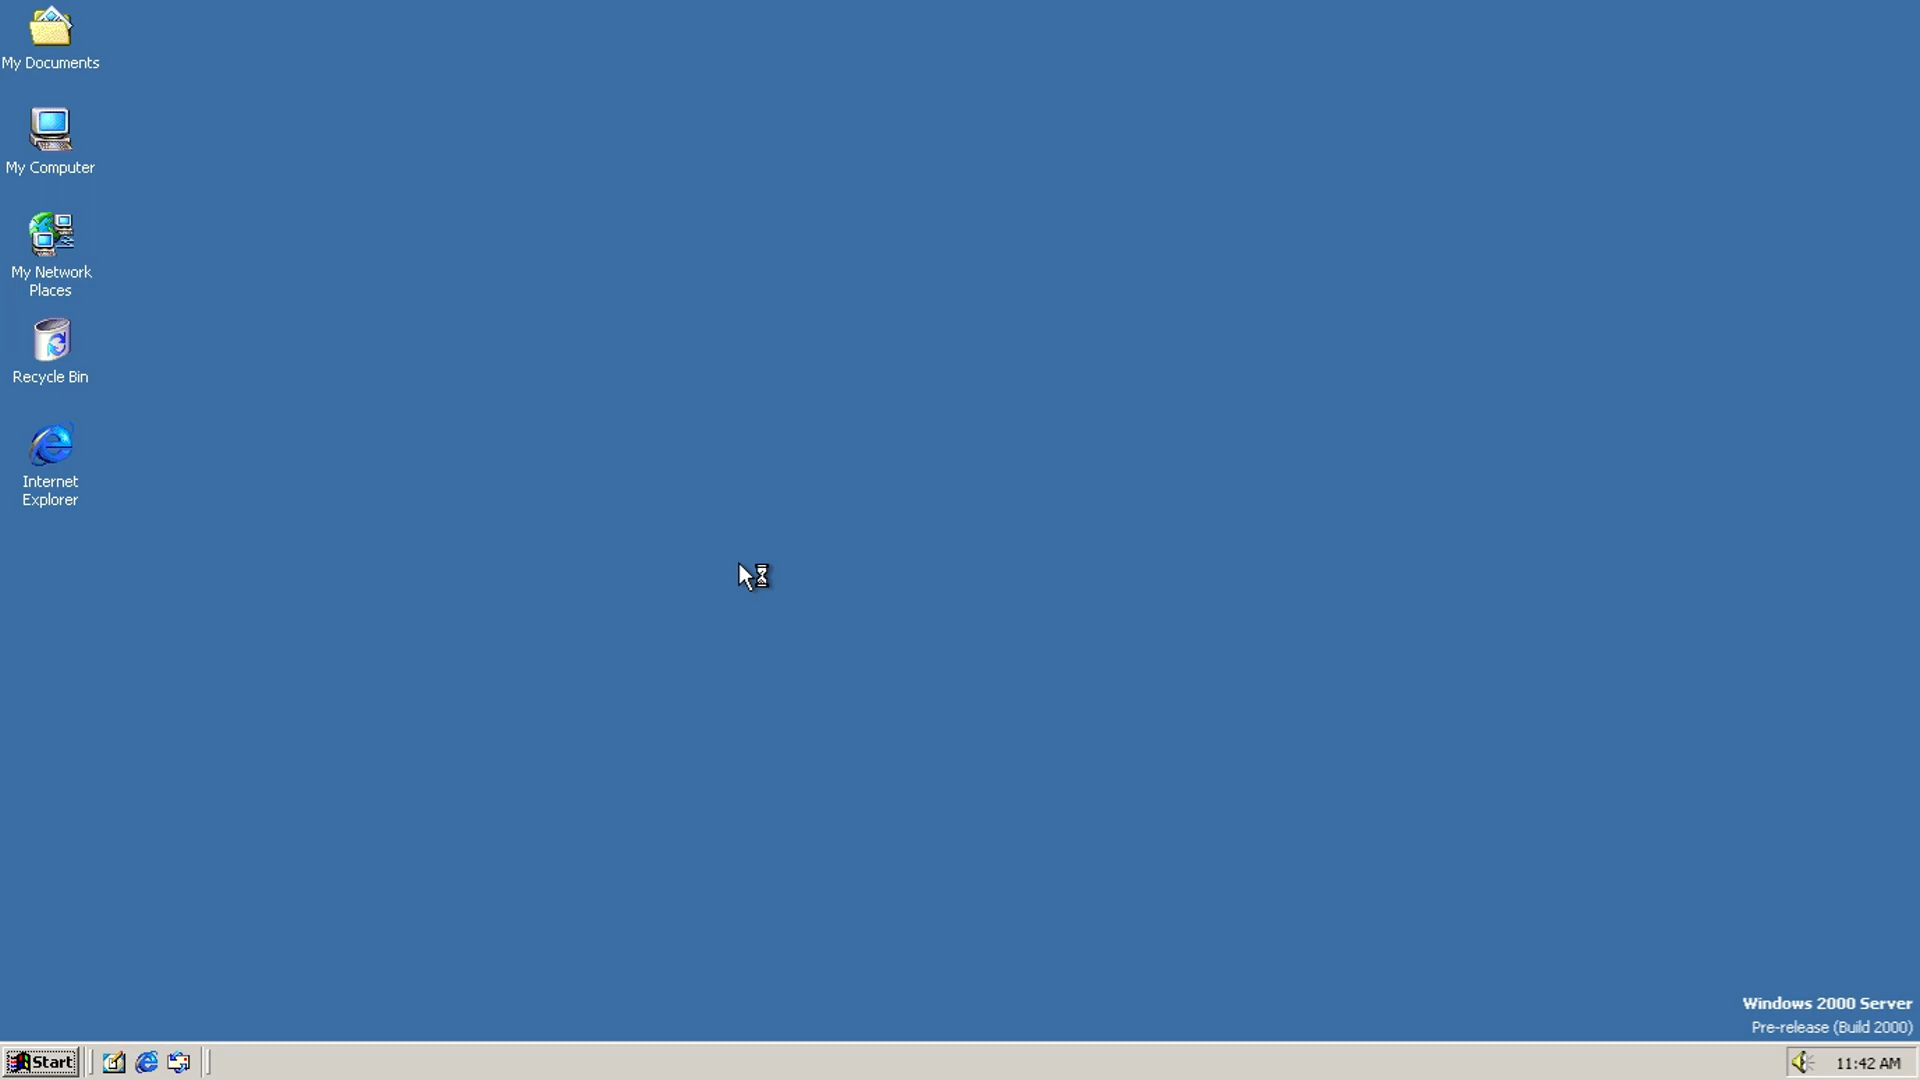 My Documents
My Computer
My Network
Places
Recycle Bin
Internet
Explorer
Windows 2000 Server
Pre-release (Build 2000)
Start
11:42 AM